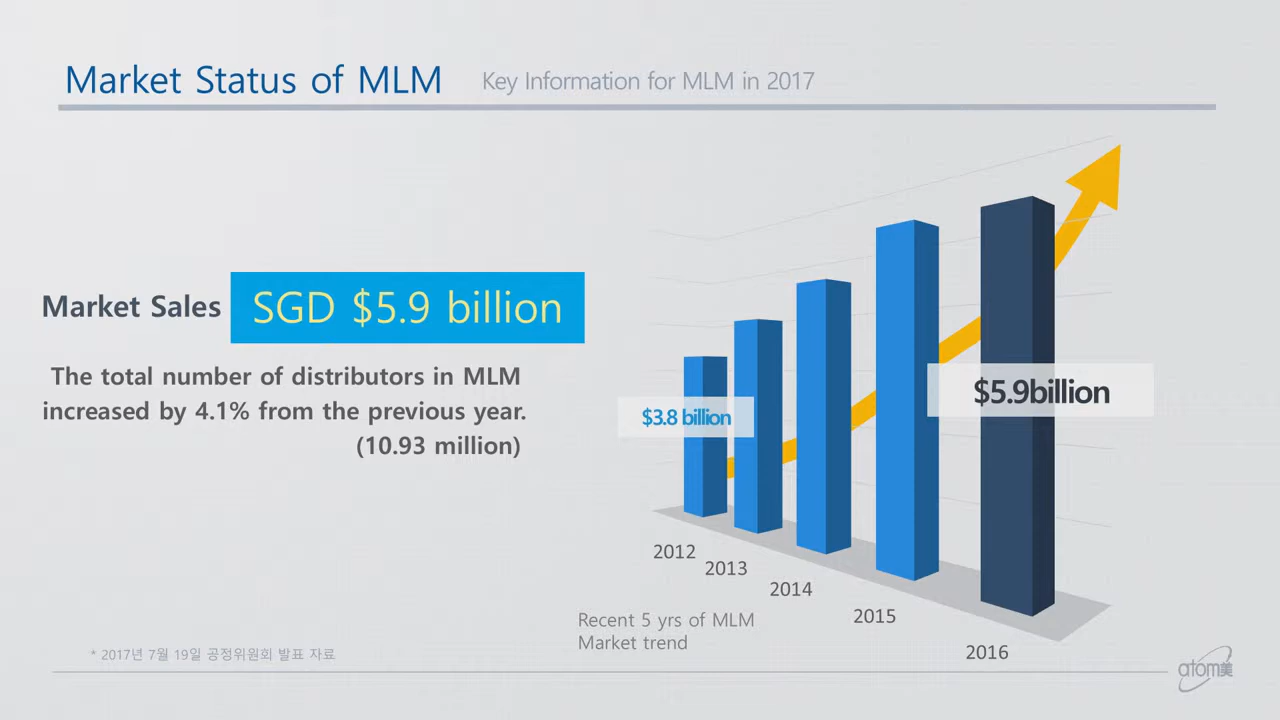 Market Status of MLM
Key Information for MLM in 2017
Market Sales
SGD $5.9 billion
The total number of distributors in MLM
increased by 4.1% from the previous year.
(10.93 million)
$3.8 billion
$5.9billion
2012
2013
2014
2015
2016
Recent 5 yrs of MLM
Market trend
* 2017년 7월 19일 공정위원회 발표 자료
atom美